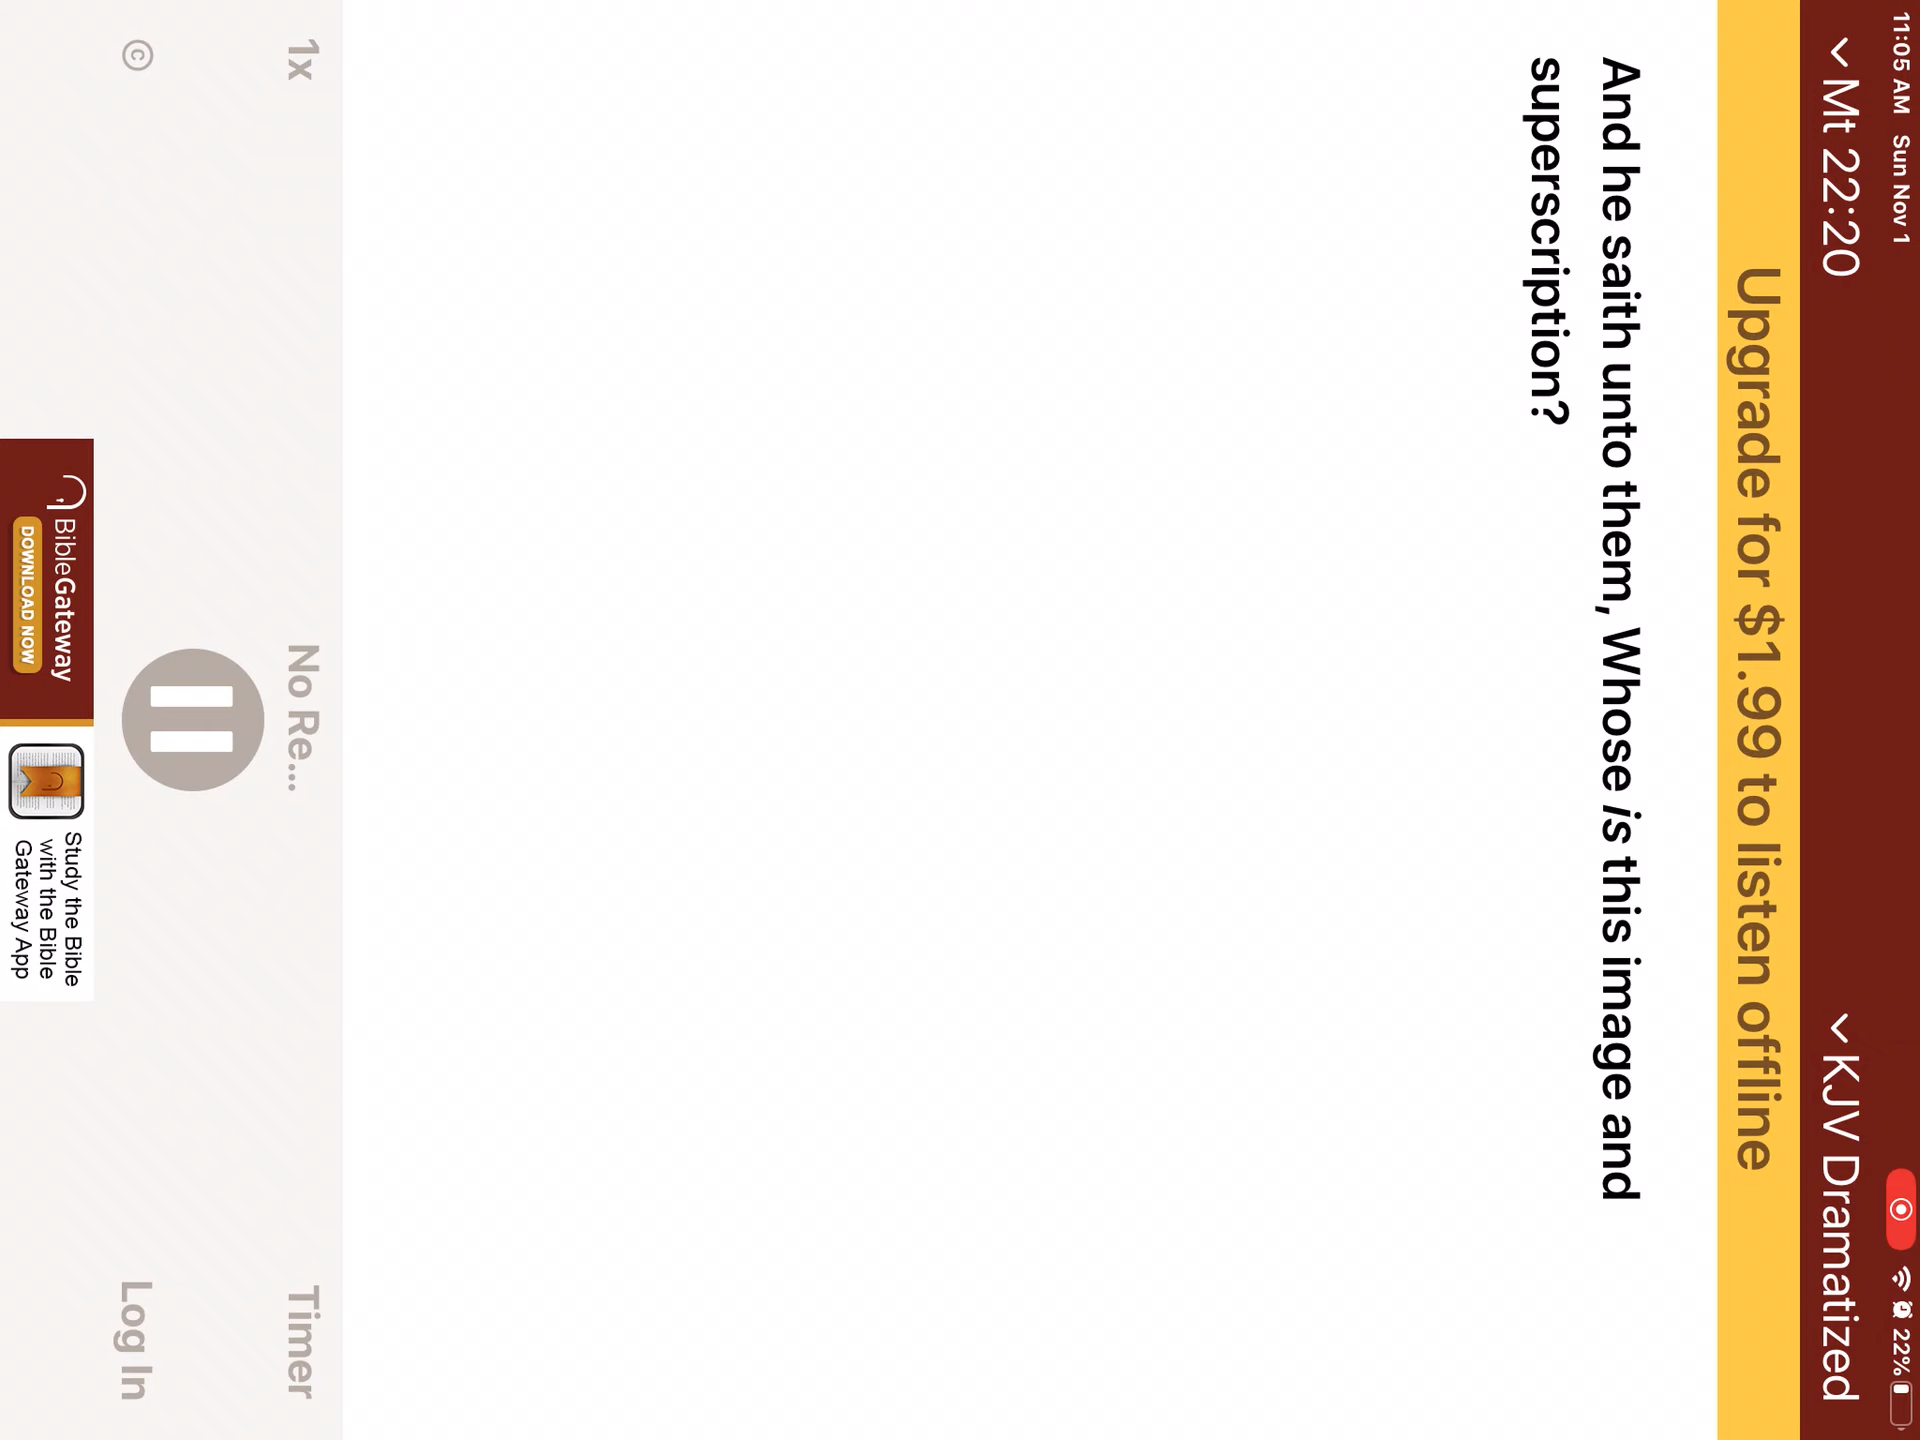 11:05 AM Sun Nov 1
22%
Mt 22:20
KJV Dramatized
Upgrade for $1.99 to listen offline
And he saith unto them, Whose is this image and
superscription?
1x
No Re...
Timer
©
Log In
BibleGateway
DOWNLOAD NOW
Study the Bible
with the Bible
Gateway App